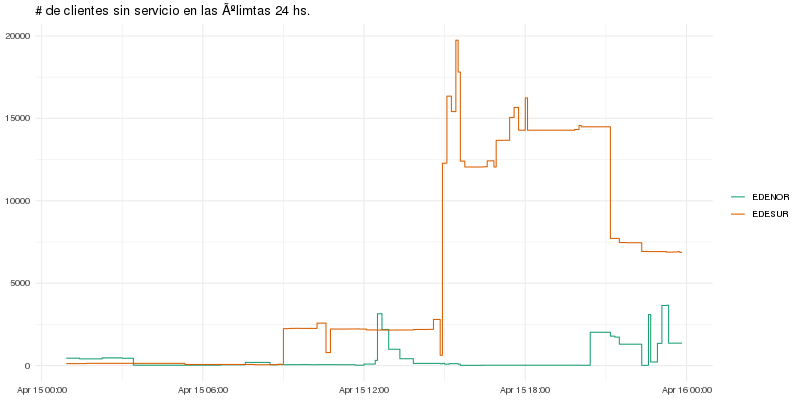 # de clientes sin servicio en las Ãºlimtas 24 hs.
20000
15000
10000
5000
0
Apr 15 00:00 Apr 15 06:00 Apr 15 12:00 Apr 15 18:00 Apr 16 00:00
EDENOR
EDESUR